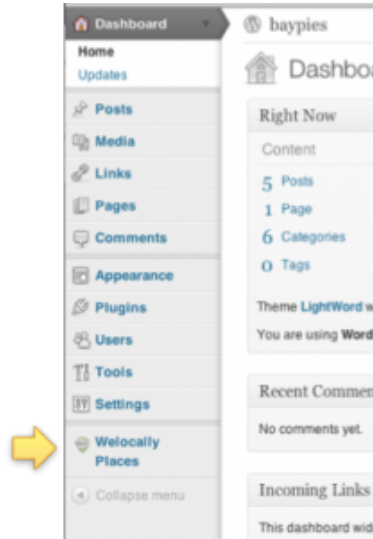 Dashboard
Home
Updates
Posts
Media
Links
Pages
Comments
Appearance
Plugins
Users
Tools
Settings
Welocally
Places
Collapse menu
baypies
Dashboa
Right Now
Content
5 Posts
1 Page
6 Categories
0 Tags
Theme LightWord w
You are using Word
Recent Commen
No comments yet.
Incoming Links
This dashboard wid